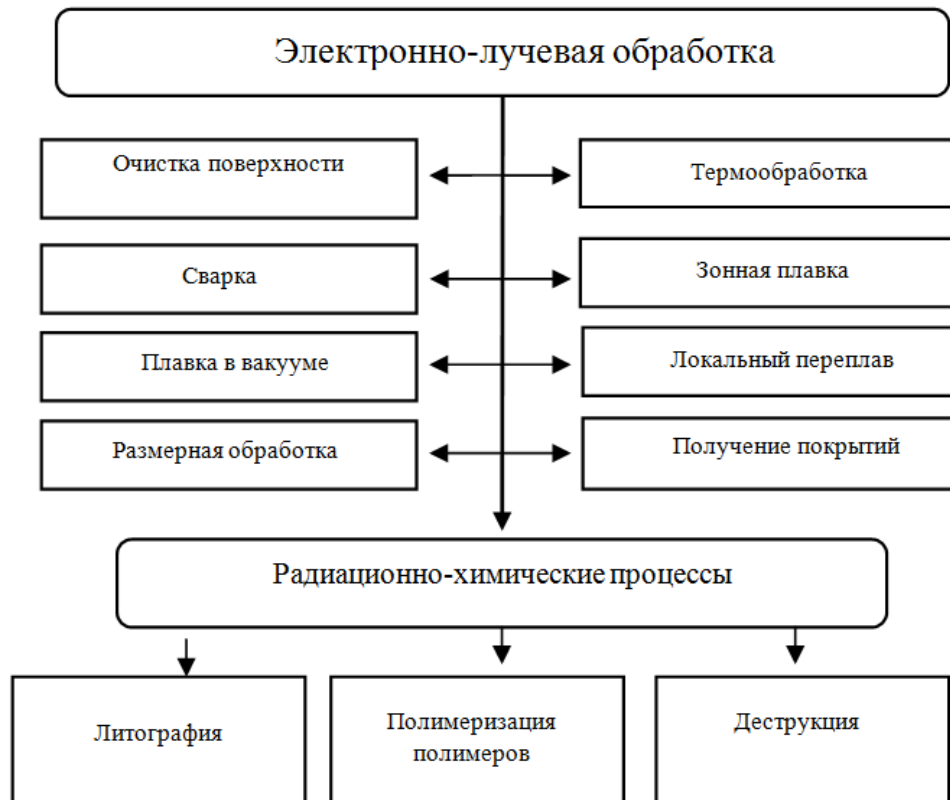 Электронно-лучевая обработка
Очистка поверхности
Термообработка
Сварка
Зонная плавка
Плавка в вакууме
Локальный переплав
Размерная обработка
Получение покрытий
Радиационно-химические процессы
Литография
Полимеризация
полимеров
Деструкция